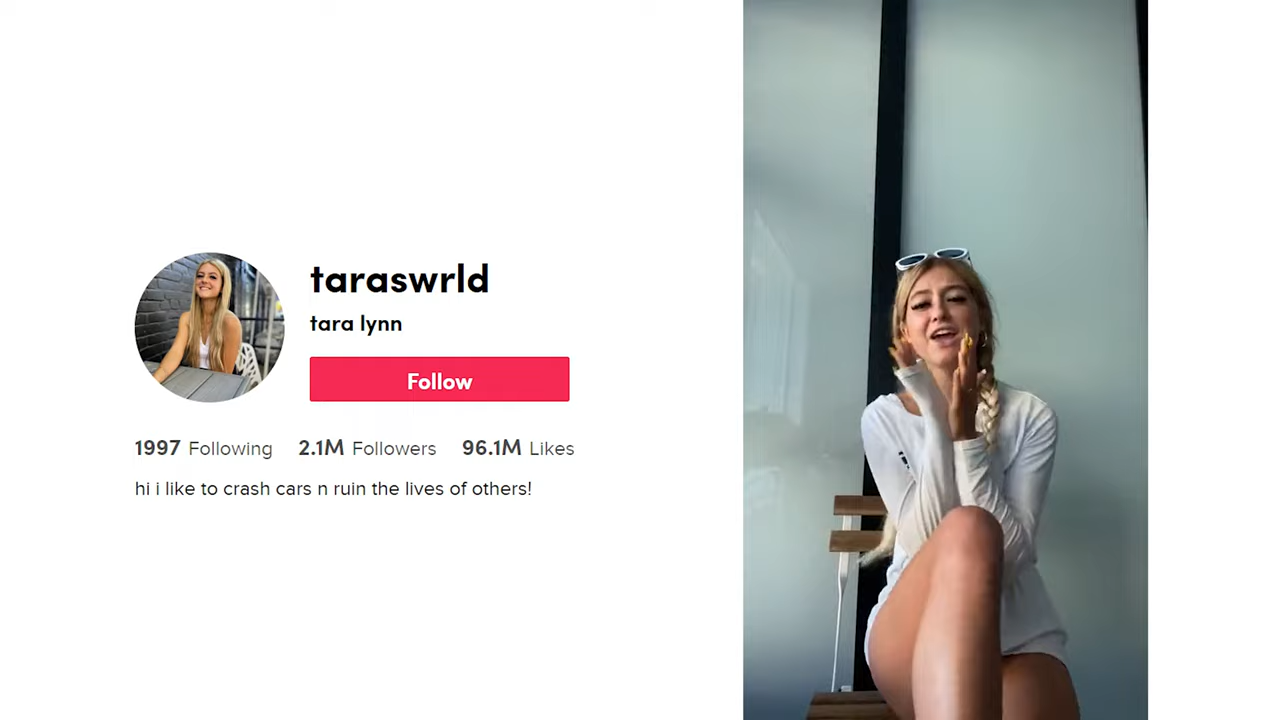 taraswrld
tara lynn
Follow
1997 Following 2.1M Followers 96.1M Likes
hi i like to crash cars n ruin the lives of others!